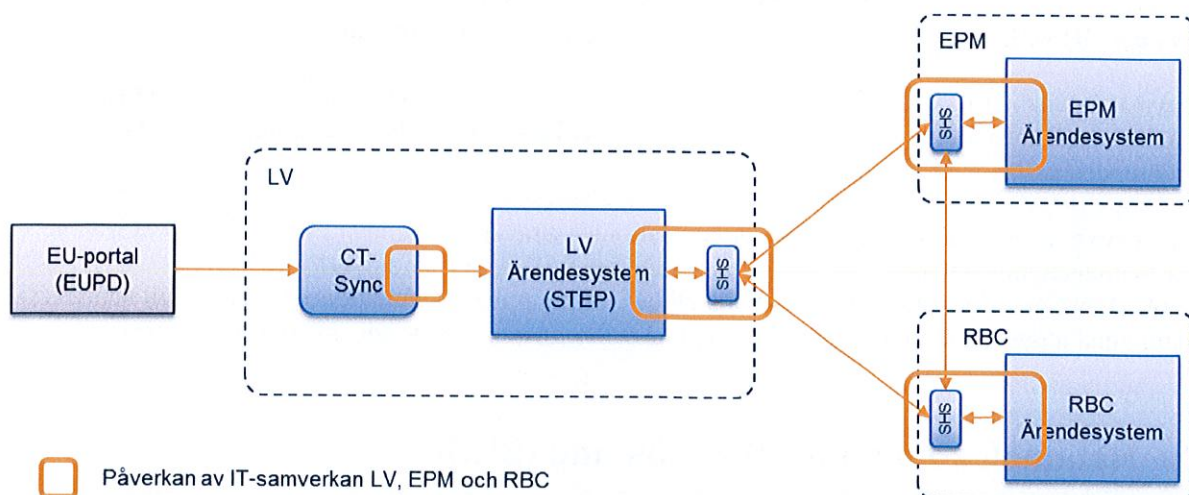 EPM
SHS
EPM
Ärendesystem
LV
EU-portal
(EUPD)
CT-
Sync
LV
Ärendesystem
(STEP)
SHS
RBC
SHS
RBC
Ärendesystem
Påverkan av IT-samverkan LV, EPM och RBC